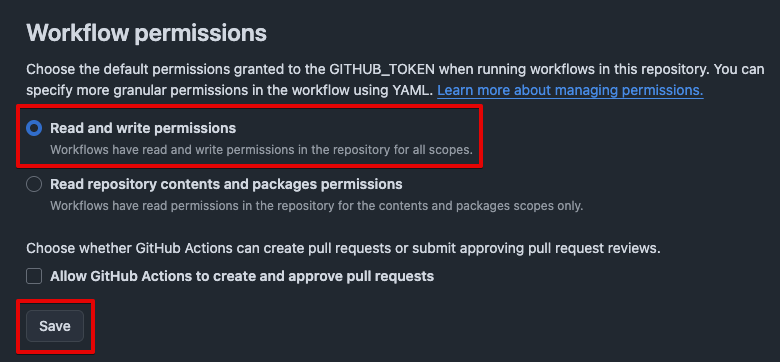 Workflow permissions
Choose the default permissions granted to the GITHUB_TOKEN when running workflows in this repository. You can
specify more granular permissions in the workflow using YAML. Learn more about managing permissions.
Read and write permissions
Workflows have read and write permissions in the repository for all scopes.
Read repository contents and packages permissions
Workflows have read permissions in the repository for the contents and packages scopes only.
Choose whether GitHub Actions can create pull requests or submit approving pull request reviews.
Allow GitHub Actions to create and approve pull requests
Save